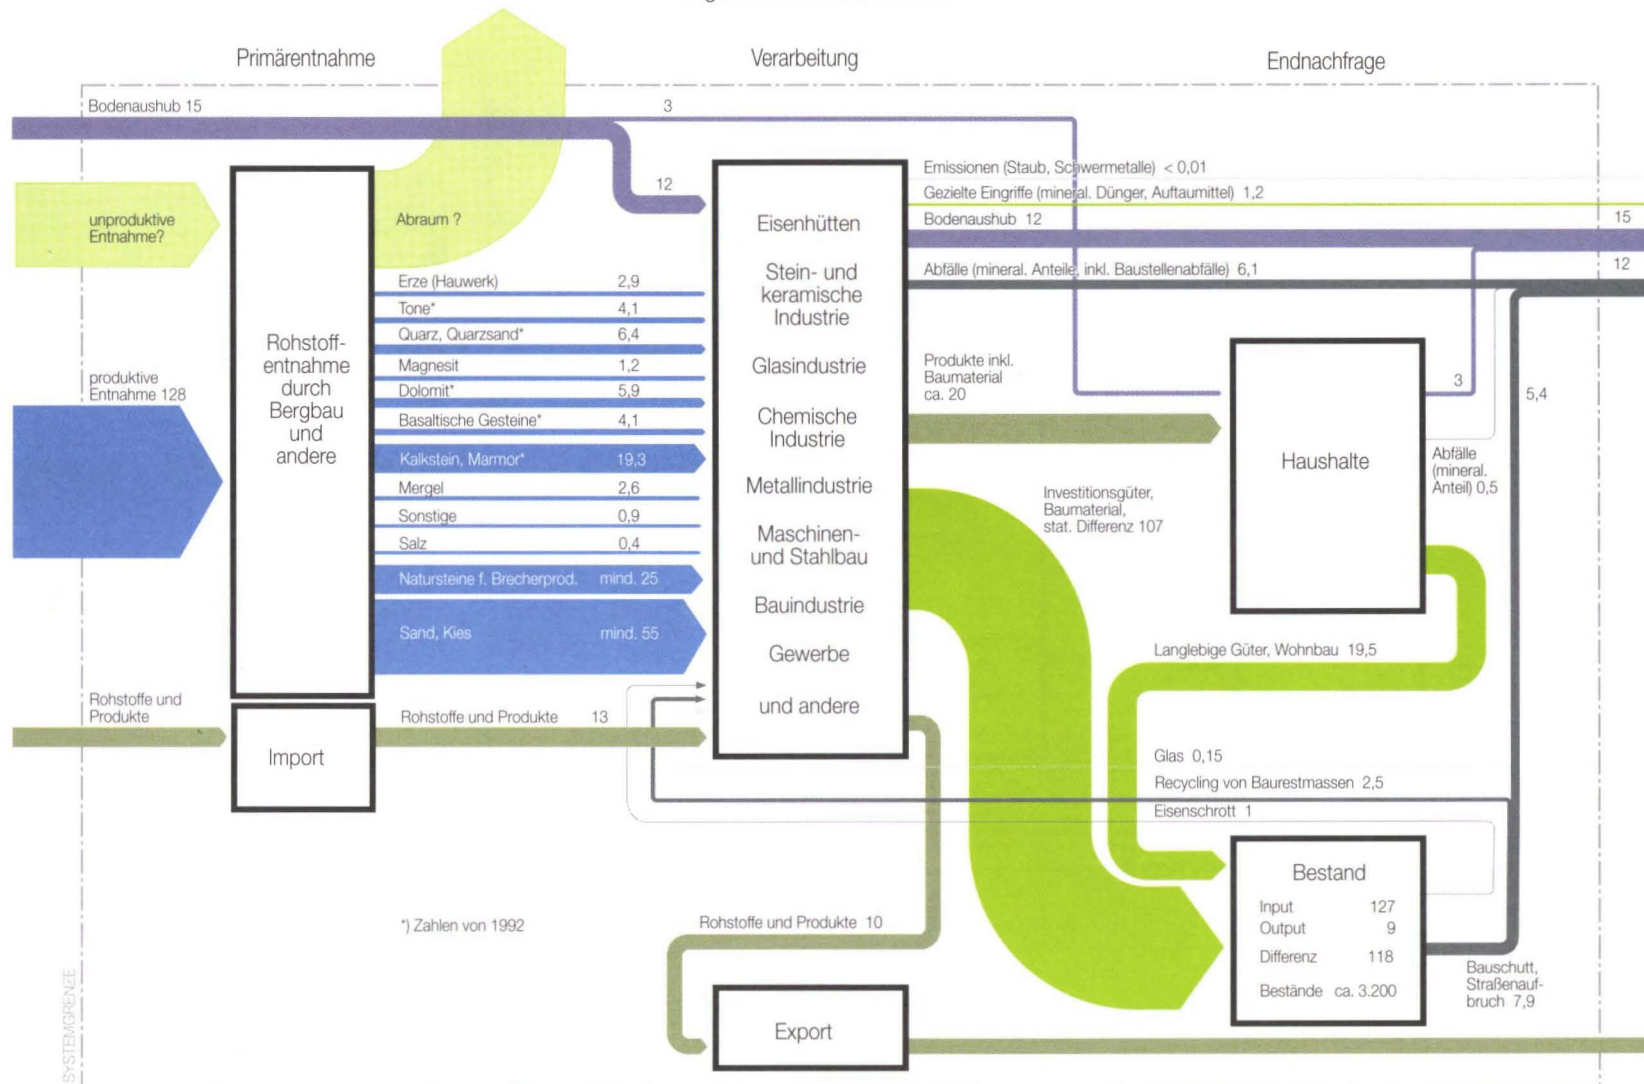 Primärentnahme
Verarbeitung
Endnachfrage
Bodenaushub 15
3
12
unproduktive
Entnahme?
Abraum ?
produktive
Entnahme 128
Rohstoff-
entnahme
durch
Bergbau
und
andere
Erze (Hauwerk) 2,9
Tone* 4,1
Quarz, Quarzsand* 6,4
Magnesit 1,2
Dolomit* 5,9
Basaltische Gesteine* 4,1
Kalkstein, Marmor* 19,3
Mergel 2,6
Sonstige 0,9
Salz 0,4
Natursteine f. Brecherprod. mind. 25
Sand, Kies mind. 55
Rohstoffe und
Produkte
Import
Rohstoffe und Produkte 13
Eisenhütten
Stein- und
keramische
Industrie
Glasindustrie
Chemische
Industrie
Metallindustrie
Maschinen-
und Stahlbau
Bauindustrie
Gewerbe
und andere
Emissionen (Staub, Schwermetalle) < 0,01
Gezielte Eingriffe (mineral. Dünger, Auftaumittel) 1,2
Bodenaushub 12
15
Abfälle (mineral. Anteile, inkl. Baustellenabfälle) 6,1
12
Produkte inkl.
Baumaterial
ca. 20
Haushalte
3
5,4
Abfälle
(mineral.
Anteil) 0,5
Investitionsgüter,
Baumaterial,
stat. Differenz 107
Langlebige Güter, Wohnbau 19,5
Glas 0,15
Recycling von Baurestmassen 2,5
Eisenschrott 1
Bestand
Input 127
Output 9
Differenz 118
Bestände ca. 3.200
Bauschutt,
Straßenauf-
bruch 7,9
*) Zahlen von 1992
Rohstoffe und Produkte 10
Export
SYSTEMGRENZE